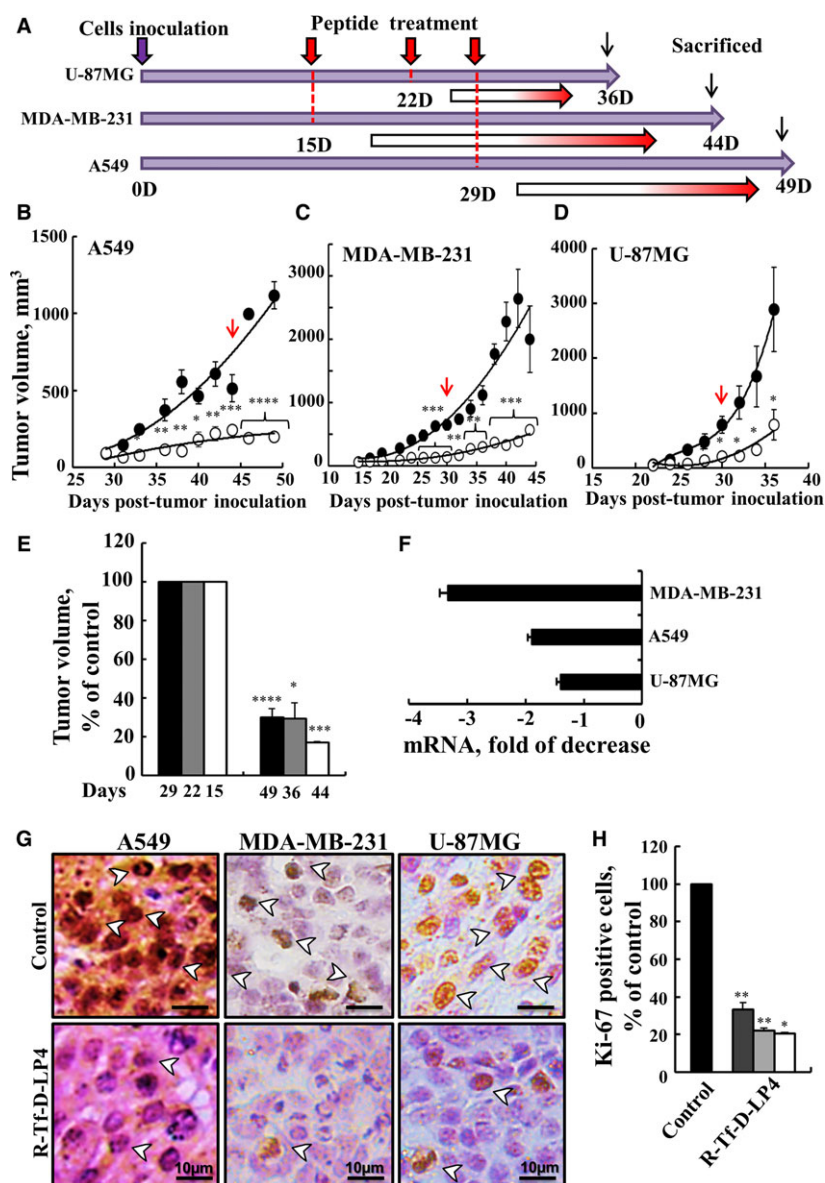 A
Cells inoculation
Peptide treatment
Sacrificed
U-87MG
22D
36D
MDA-MB-231
15D
44D
A549
0D
29D
49D
B
A549
Tumor volume, mm3
1500
1000
500
0
20 30 40 50
Days post-tumor inoculation
*
**
**
*
**
***
****
C
MDA-MB-231
3000
2000
1000
0
10 15 20 25 30 35 40 45
Days post-tumor inoculation
***
**
**
***
D
U-87MG
4000
3000
2000
1000
0
15 20 25 30 35 40
Days post-tumor inoculation
*
*
*
*
E
Tumor volume,
% of control
120
100
80
60
40
20
0
****
*
***
Days 29 22 15 49 36 44
F
MDA-MB-231
A549
U-87MG
-4 -3 -2 -1 0
mRNA, fold of decrease
G
A549 MDA-MB-231 U-87MG
Control
R-Tf-D-LP4
10µm 10µm 10µm
H
Ki-67 positive cells,
% of control
120
100
80
60
40
20
0
**
**
*
Control
R-Tf-D-LP4